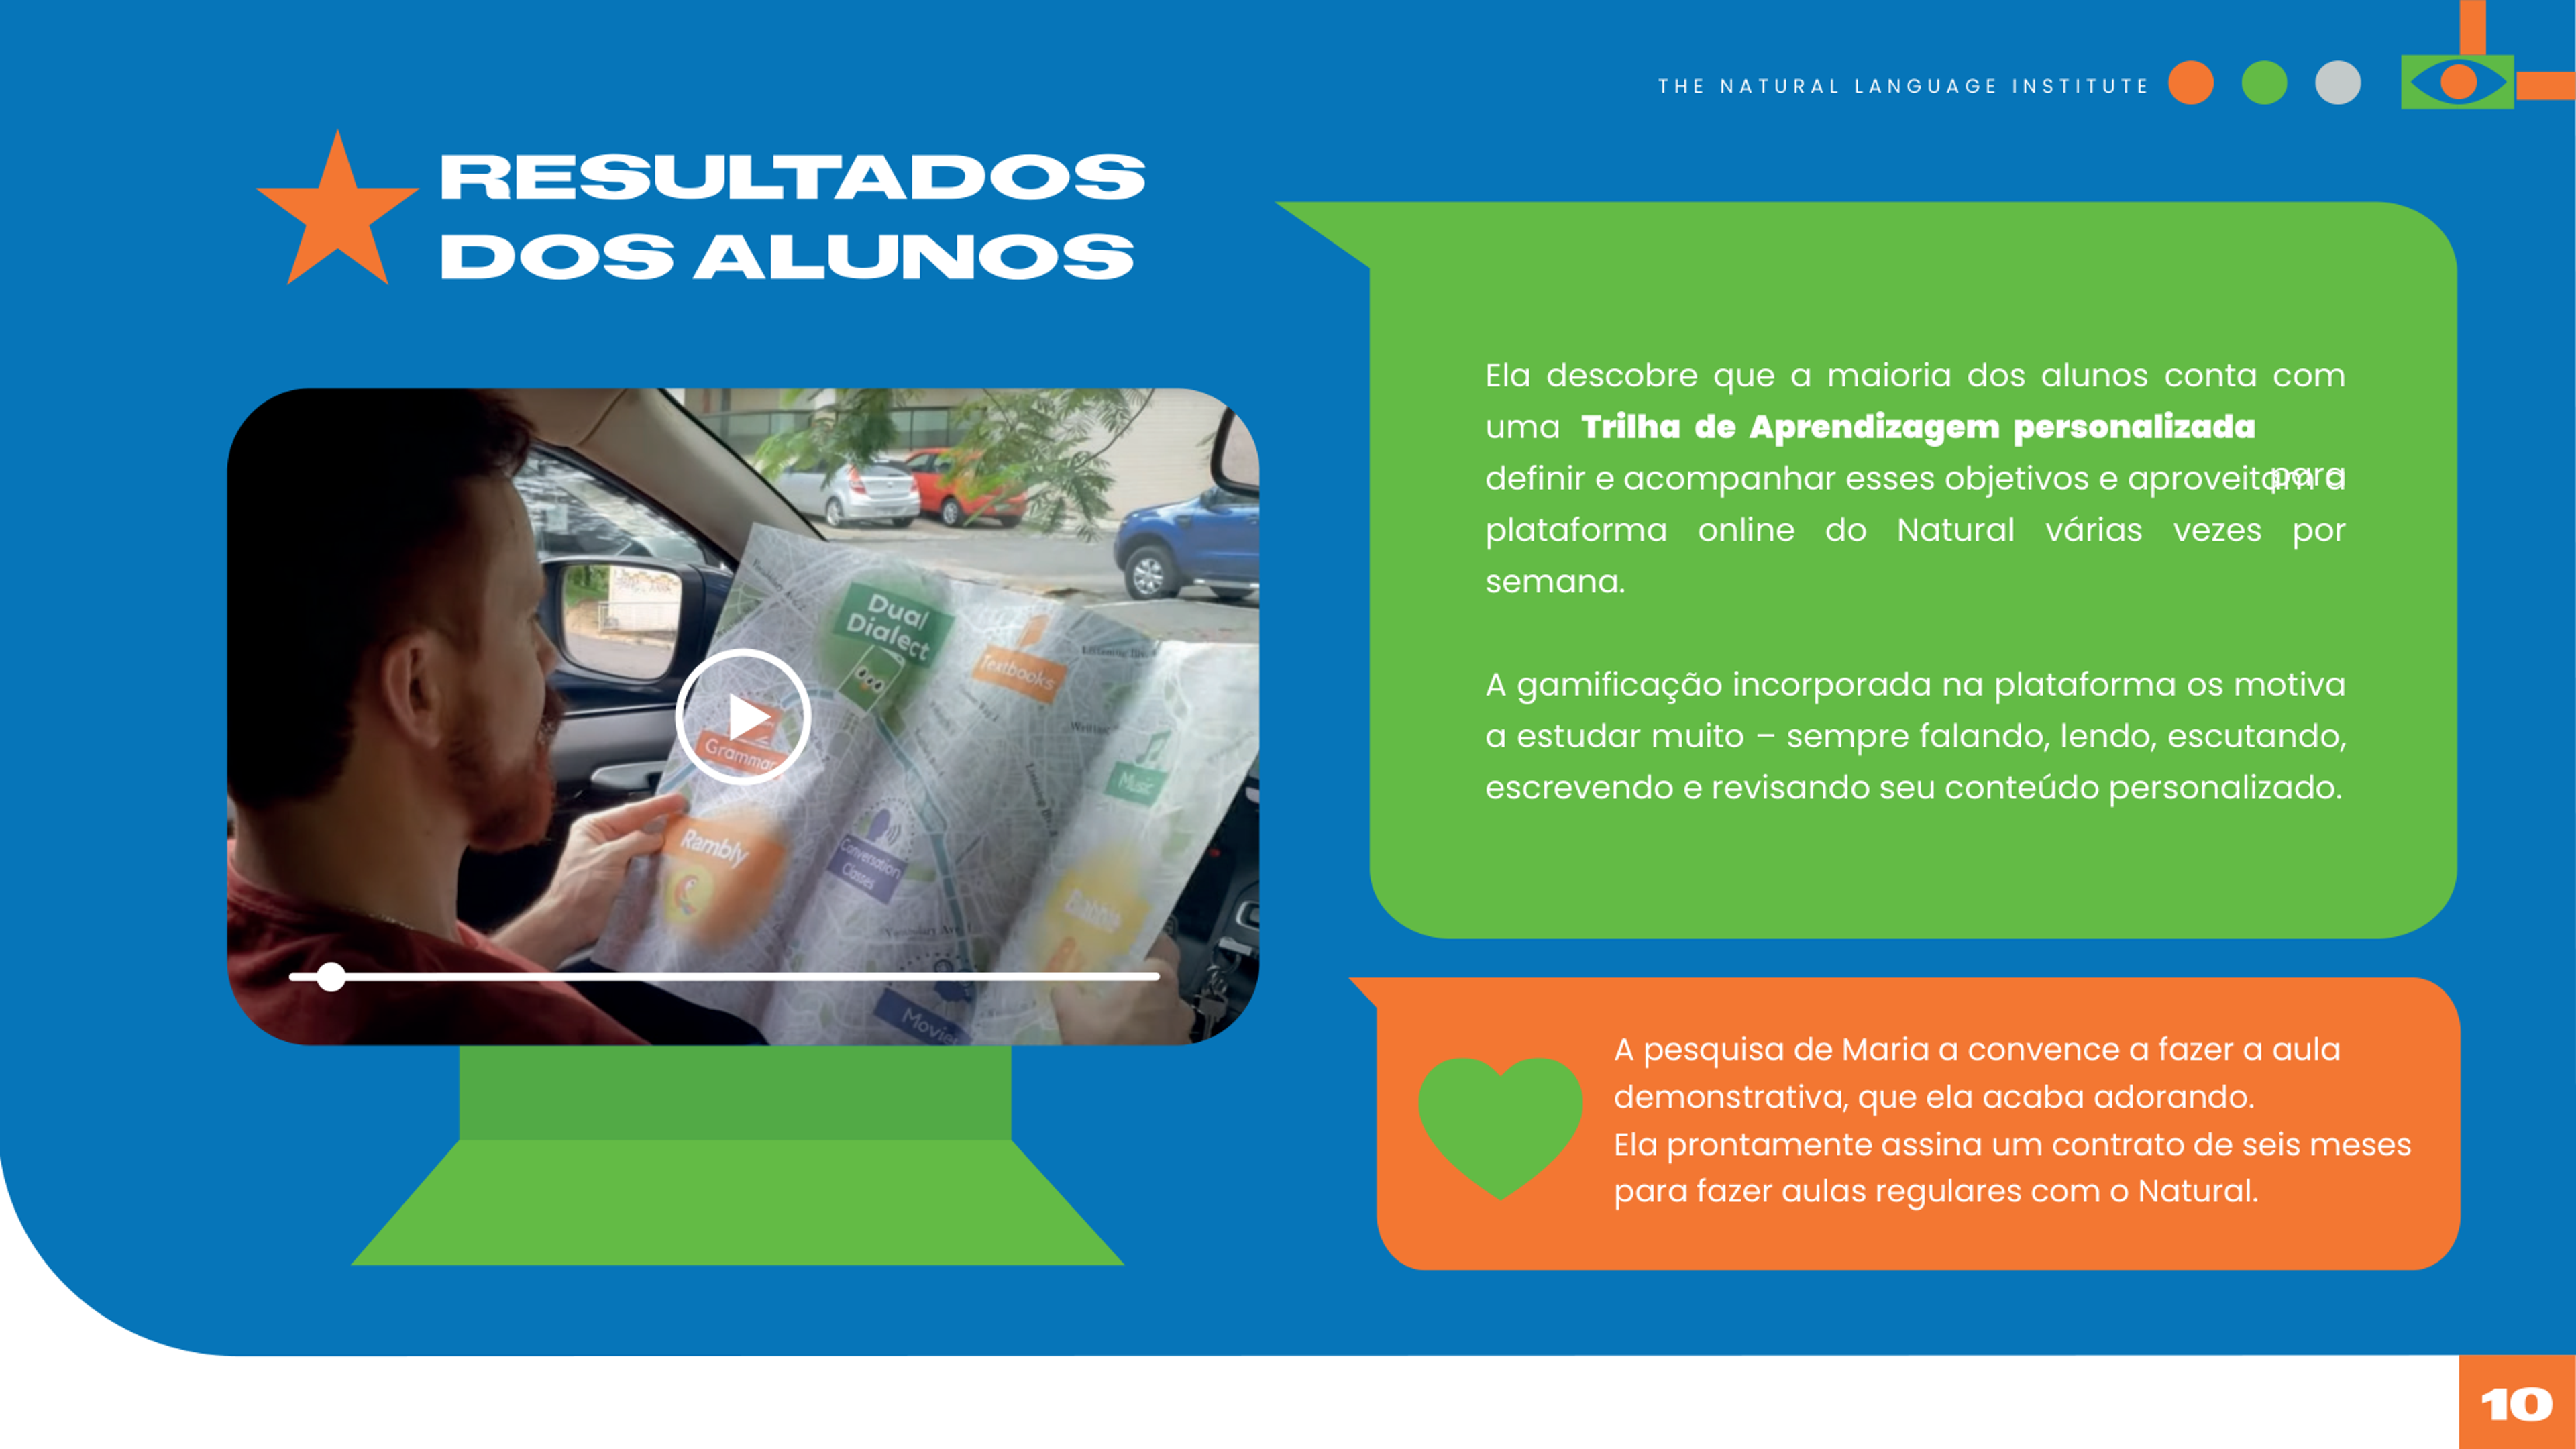 THE NATURAL LANGUAGE INSTITUTE
RESULTADOS
DOS ALUNOS
Ela descobre que a maioria dos alunos conta com
uma Trilha de Aprendizagem personalizada
para
definir e acompanhar esses objetivos e aproveitam a
plataforma online do Natural várias vezes por
semana.
A gamificação incorporada na plataforma os motiva
a estudar muito – sempre falando, lendo, escutando,
escrevendo e revisando seu conteúdo personalizado.
Dual
Dialect
Textbooks
Grammar
Music
Rambly
Conversation
Classes
Movie
A pesquisa de Maria a convence a fazer a aula
demonstrativa, que ela acaba adorando.
Ela prontamente assina um contrato de seis meses
para fazer aulas regulares com o Natural.
10